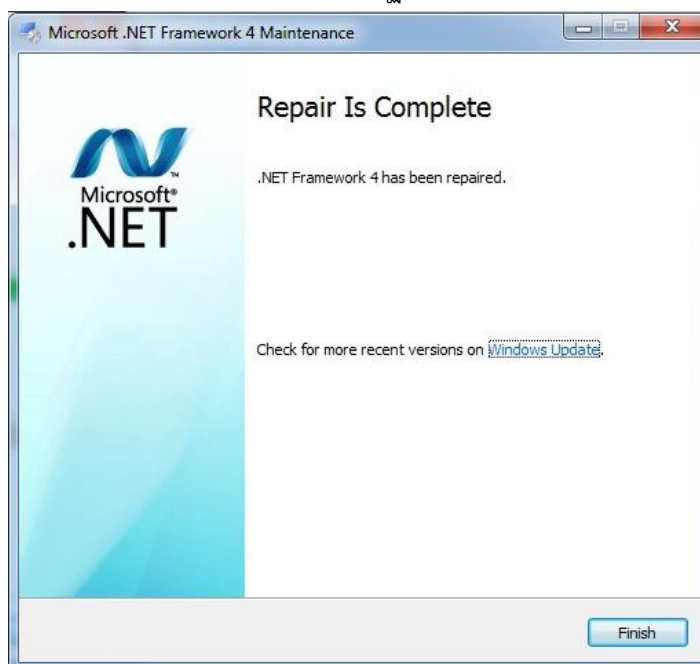 Microsoft .NET Framework 4 Maintenance
Repair Is Complete
.NET Framework 4 has been repaired.
Microsoft®
.NET™
Check for more recent versions on Windows Update.
Finish